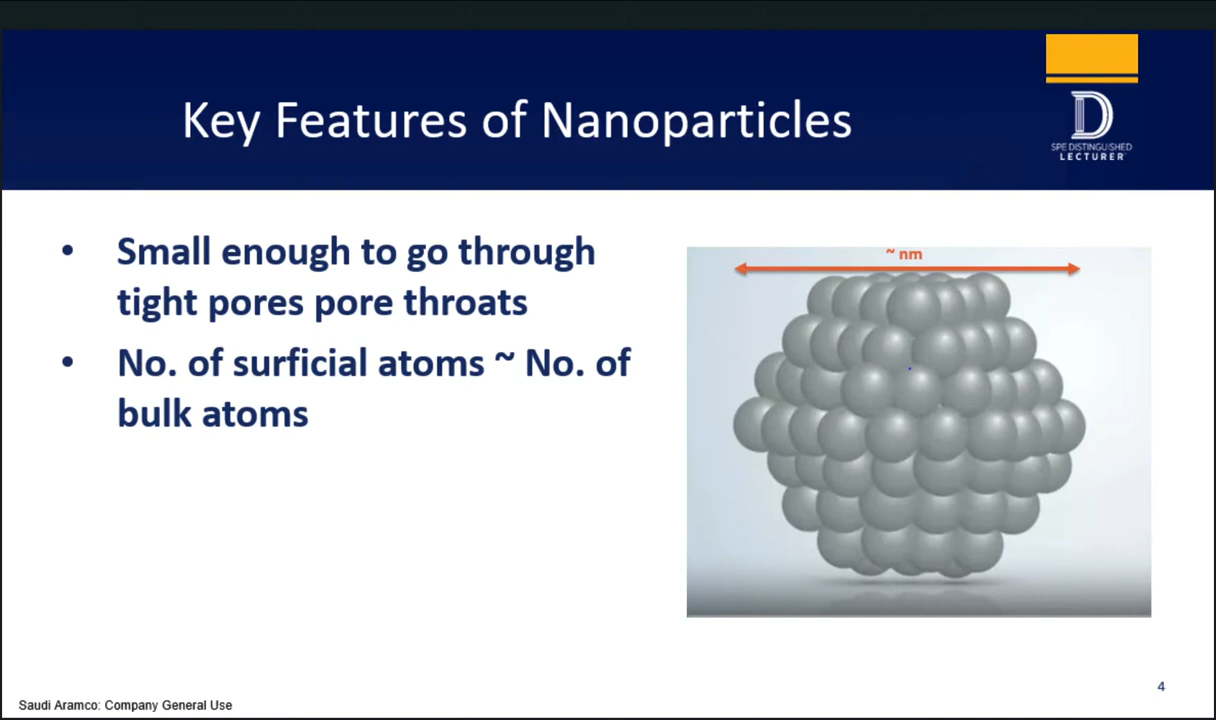 Key Features of Nanoparticles
D
SPE DISTINGUISHED
LECTURER
• Small enough to go through
tight pores pore throats
• No. of surficial atoms ~ No. of
bulk atoms
~ nm
4
Saudi Aramco: Company General Use